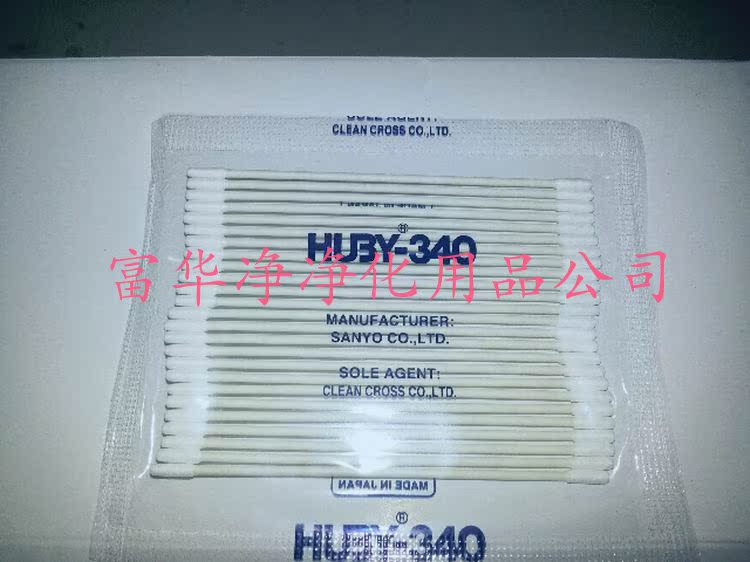 SOLE AGENT:
CLEAN CROSS CO.,LTD.
HUBY®-340
富华净净化用品公司
MANUFACTURER:
SANYO CO.,LTD.
SOLE AGENT:
CLEAN CROSS CO.,LTD.
MADE IN JAPAN
HUBY®-340